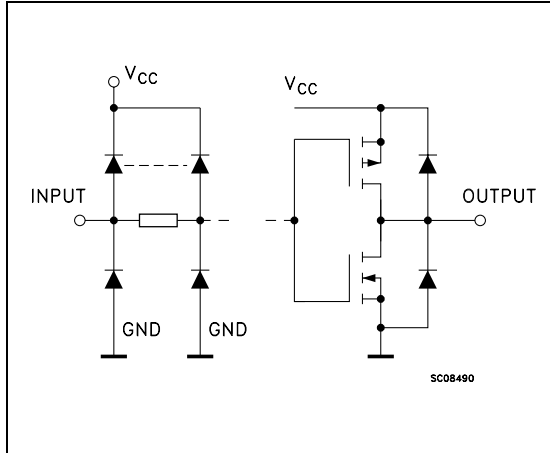 VCC
VCC
INPUT
OUTPUT
GND
GND
SC08490